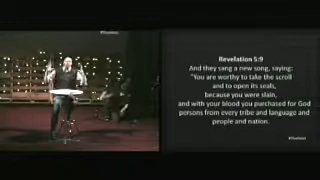 Revelation 5:9
And they sang a new song, saying:
"You are worthy to take the scroll
and to open its seals,
because you were slain,
and with your blood you purchased for God
persons from every tribe and language and
people and nation.